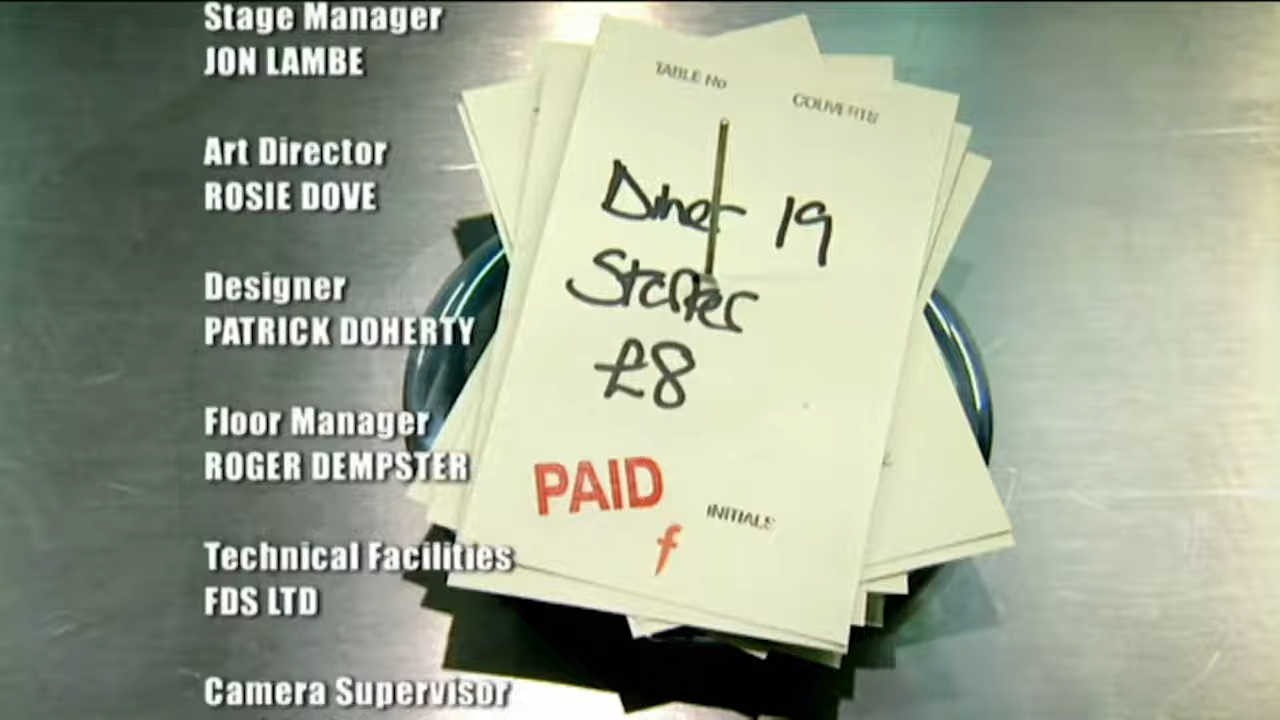 Stage Manager
JON LAMBE
Art Director
ROSIE DOVE
Designer
PATRICK DOHERTY
Floor Manager
ROGER DEMPSTER
Technical Facilities
FDS LTD
Camera Supervisor
TABLE No
COUVERTS
Diner 19
Starter
£8
PAID
INITIALS
f